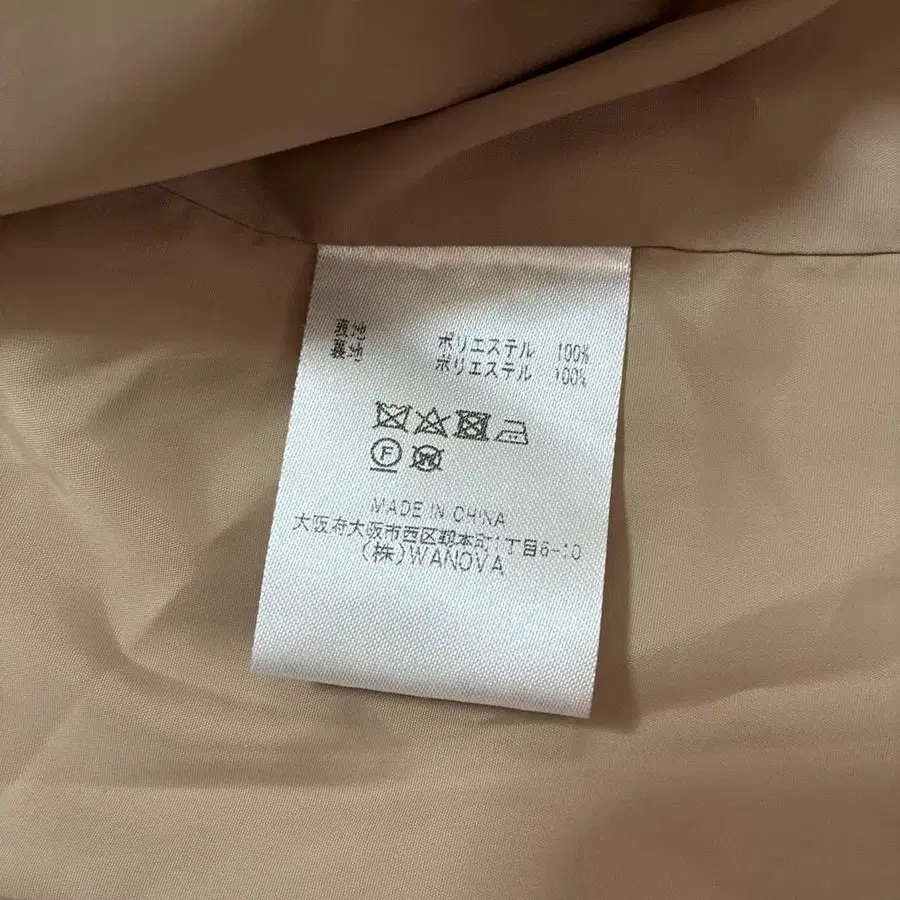 表地 ポリエステル 100%
裏地 ポリエステル 100%
F
W
MADE IN CHINA
大阪府大阪市西区靱本町1丁目6-10
(株)WANOVA